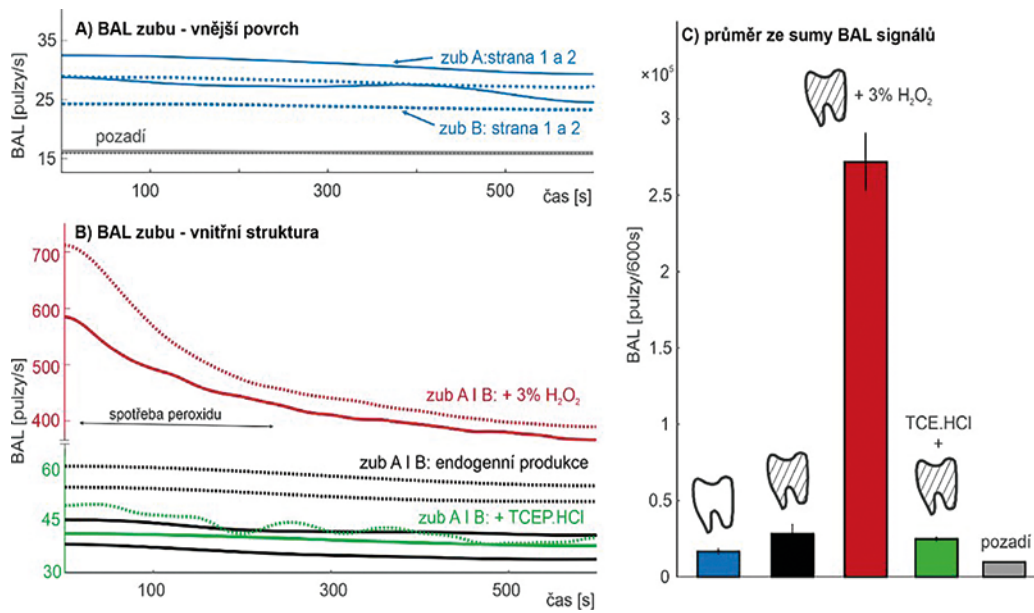 A) BAL zubu - vnější povrch
35
25
15
BAL [pulzy/s]
zub A:strana 1 a 2
zub B: strana 1 a 2
pozadí
100
300
500
čas [s]
B) BAL zubu - vnitřní struktura
700
600
500
400
60
45
30
BAL [pulzy/s]
zub A I B: + 3% H₂O₂
spotřeba peroxidu
zub A I B: endogenní produkce
zub A I B: + TCEP.HCl
100
300
500
čas [s]
C) průměr ze sumy BAL signálů
×10⁵
3
2.5
2
1.5
1
0.5
0
BAL [pulzy/600s]
+ 3% H₂O₂
TCE.HCl
+
pozadí